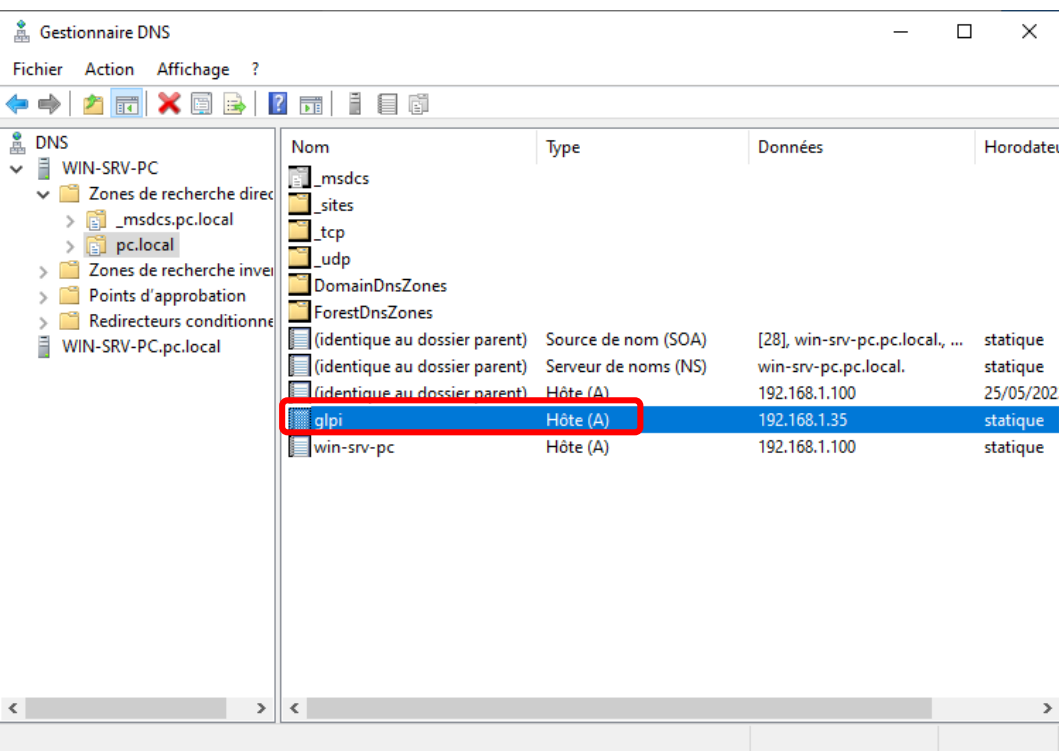 Gestionnaire DNS
Fichier Action Affichage ?
DNS
WIN-SRV-PC
Zones de recherche direc
_msdcs.pc.local
pc.local
Zones de recherche inver
Points d'approbation
Redirecteurs conditionne
WIN-SRV-PC.pc.local
Nom Type Données Horodateu
_msdcs
_sites
_tcp
_udp
DomainDnsZones
ForestDnsZones
(identique au dossier parent) Source de nom (SOA) [28], win-srv-pc.pc.local., ... statique
(identique au dossier parent) Serveur de noms (NS) win-srv-pc.pc.local. statique
(identique au dossier parent) Hôte (A) 192.168.1.100 25/05/202
glpi Hôte (A) 192.168.1.35 statique
win-srv-pc Hôte (A) 192.168.1.100 statique